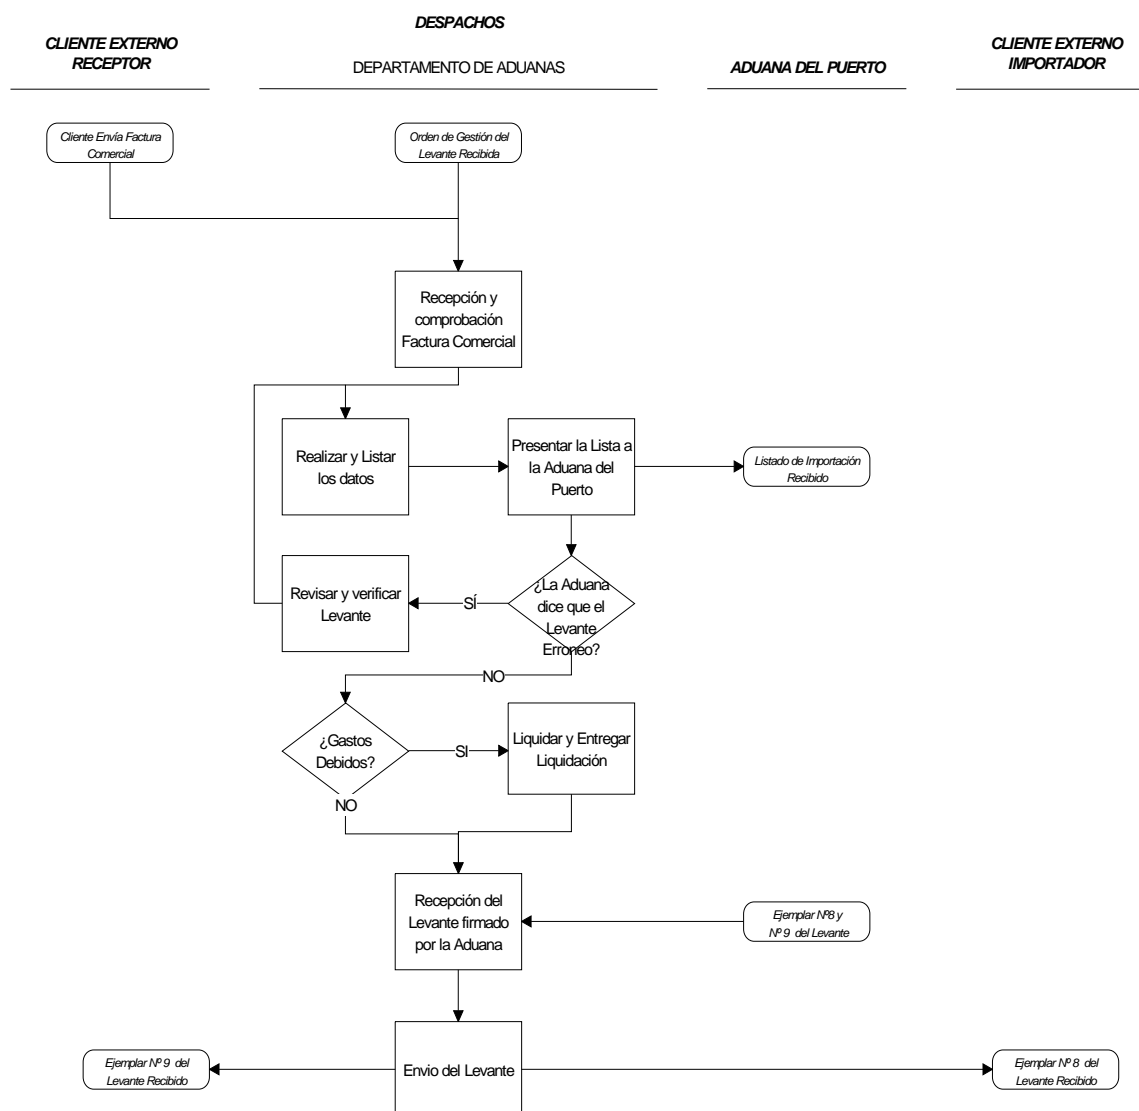 DESPACHOS
CLIENTE EXTERNO
RECEPTOR
DEPARTAMENTO DE ADUANAS
ADUANA DEL PUERTO
CLIENTE EXTERNO
IMPORTADOR
Cliente Envía Factura
Comercial
Orden de Gestión del
Levante Recibida
Recepción y
comprobación
Factura Comercial
Realizar y Listar
los datos
Presentar la Lista a
la Aduana del
Puerto
Listado de Importación
Recibido
Revisar y verificar
Levante
SÍ
¿La Aduana
dice que el
Levante
Erroneo?
NO
¿Gastos
Debidos?
SI
Liquidar y Entregar
Liquidación
NO
Recepción del
Levante firmado
por la Aduana
Ejemplar Nº8 y
Nº 9 del Levante
Ejemplar Nº 9 del
Levante Recibido
Envio del Levante
Ejemplar Nº 8 del
Levante Recibido